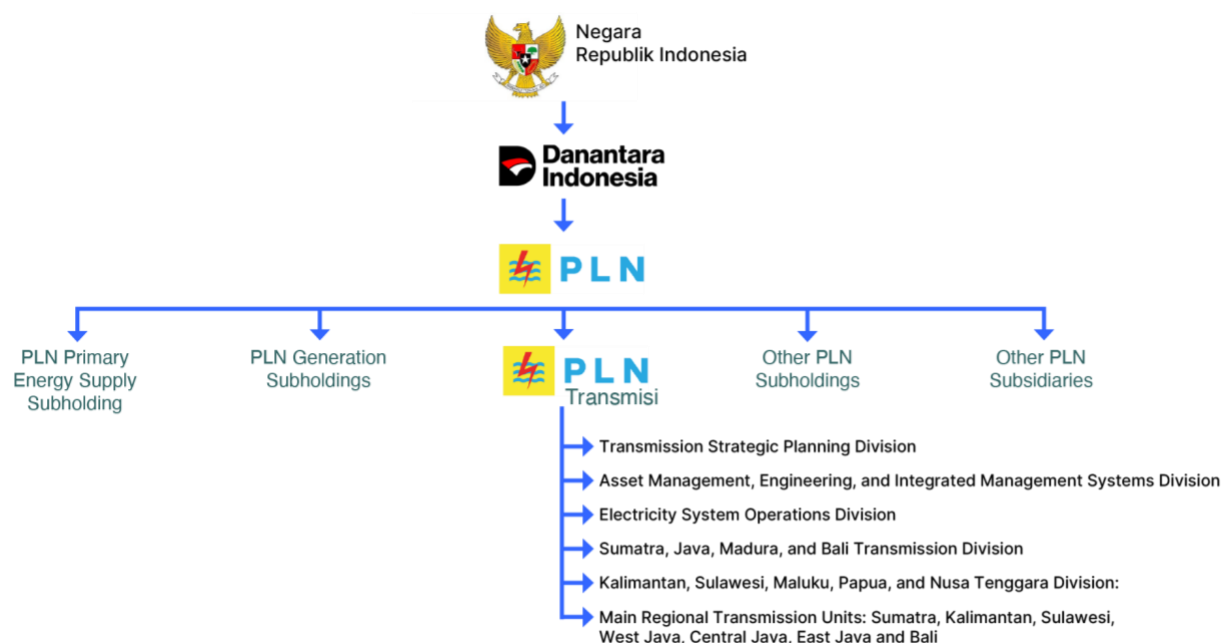 Negara
Republik Indonesia
Danantara
Indonesia
PLN
PLN Primary
Energy Supply
Subholding
PLN Generation
Subholdings
PLN
Transmisi
Other PLN
Subholdings
Other PLN
Subsidiaries
Transmission Strategic Planning Division
Asset Management, Engineering, and Integrated Management Systems Division
Electricity System Operations Division
Sumatra, Java, Madura, and Bali Transmission Division
Kalimantan, Sulawesi, Maluku, Papua, and Nusa Tenggara Division:
Main Regional Transmission Units: Sumatra, Kalimantan, Sulawesi,
West Java, Central Java, East Java and Bali